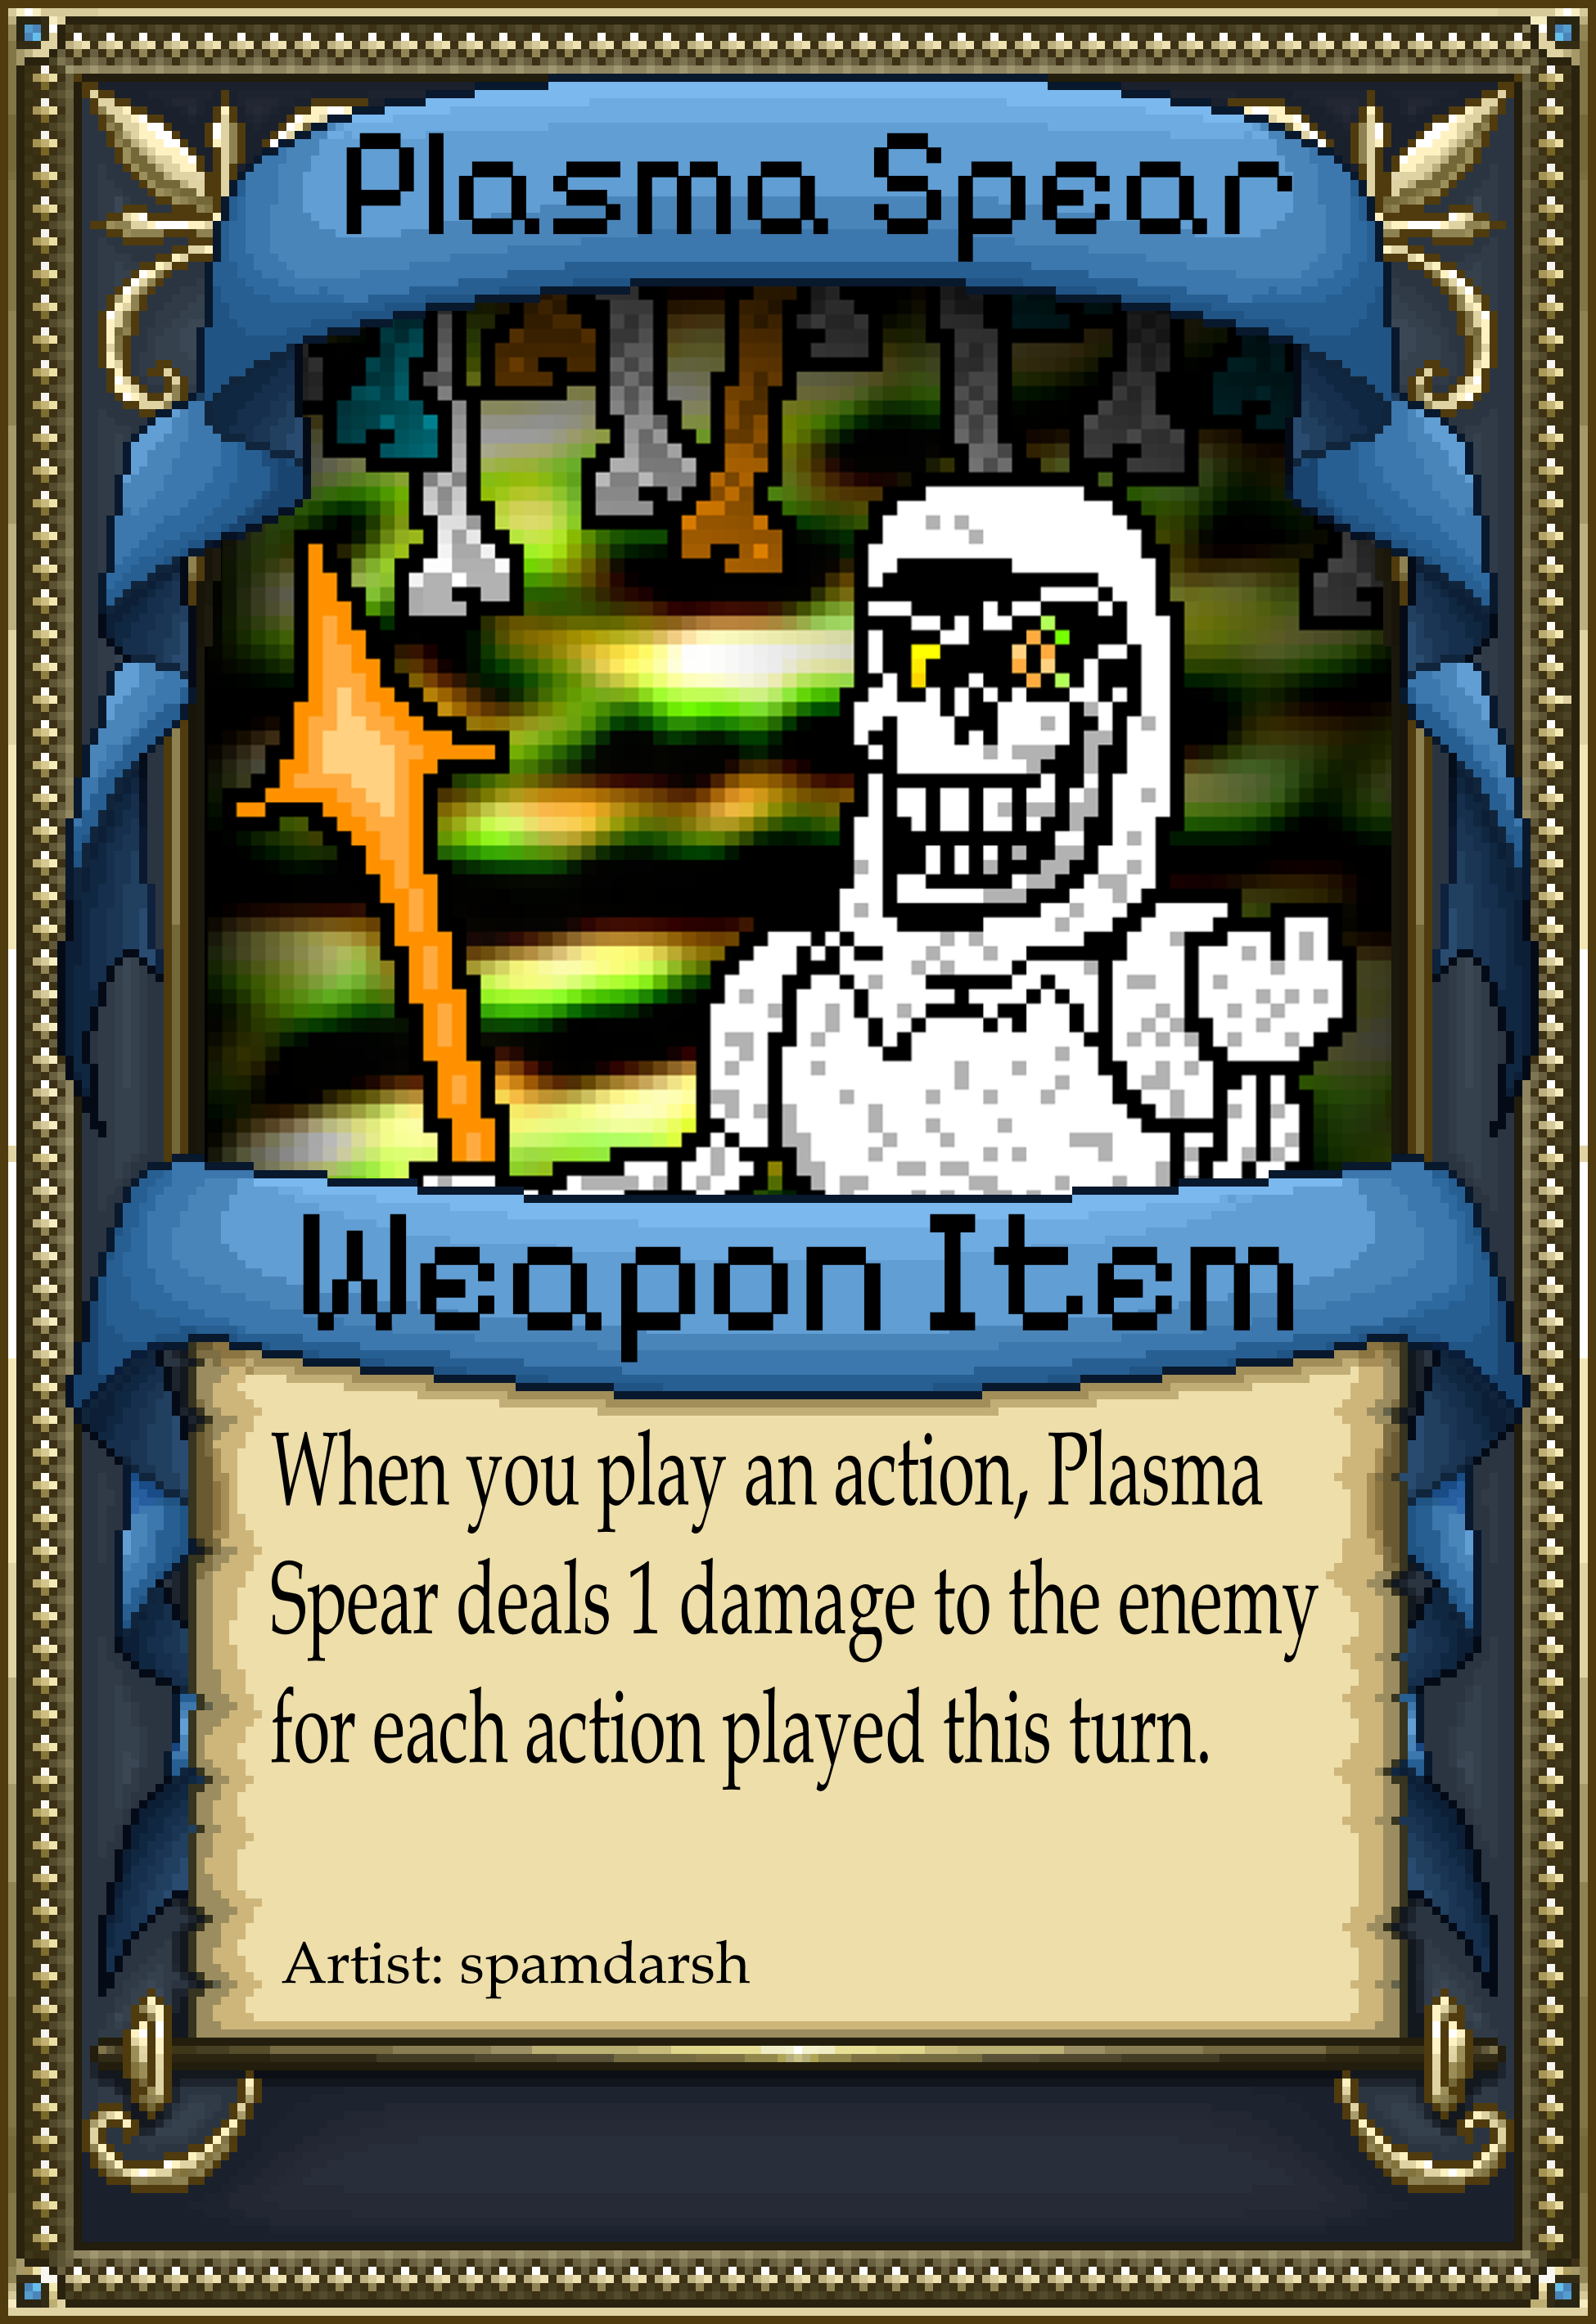 Plasma Spear
Weapon Item
When you play an action, Plasma
Spear deals 1 damage to the enemy
for each action played this turn.
Artist: spamdarsh